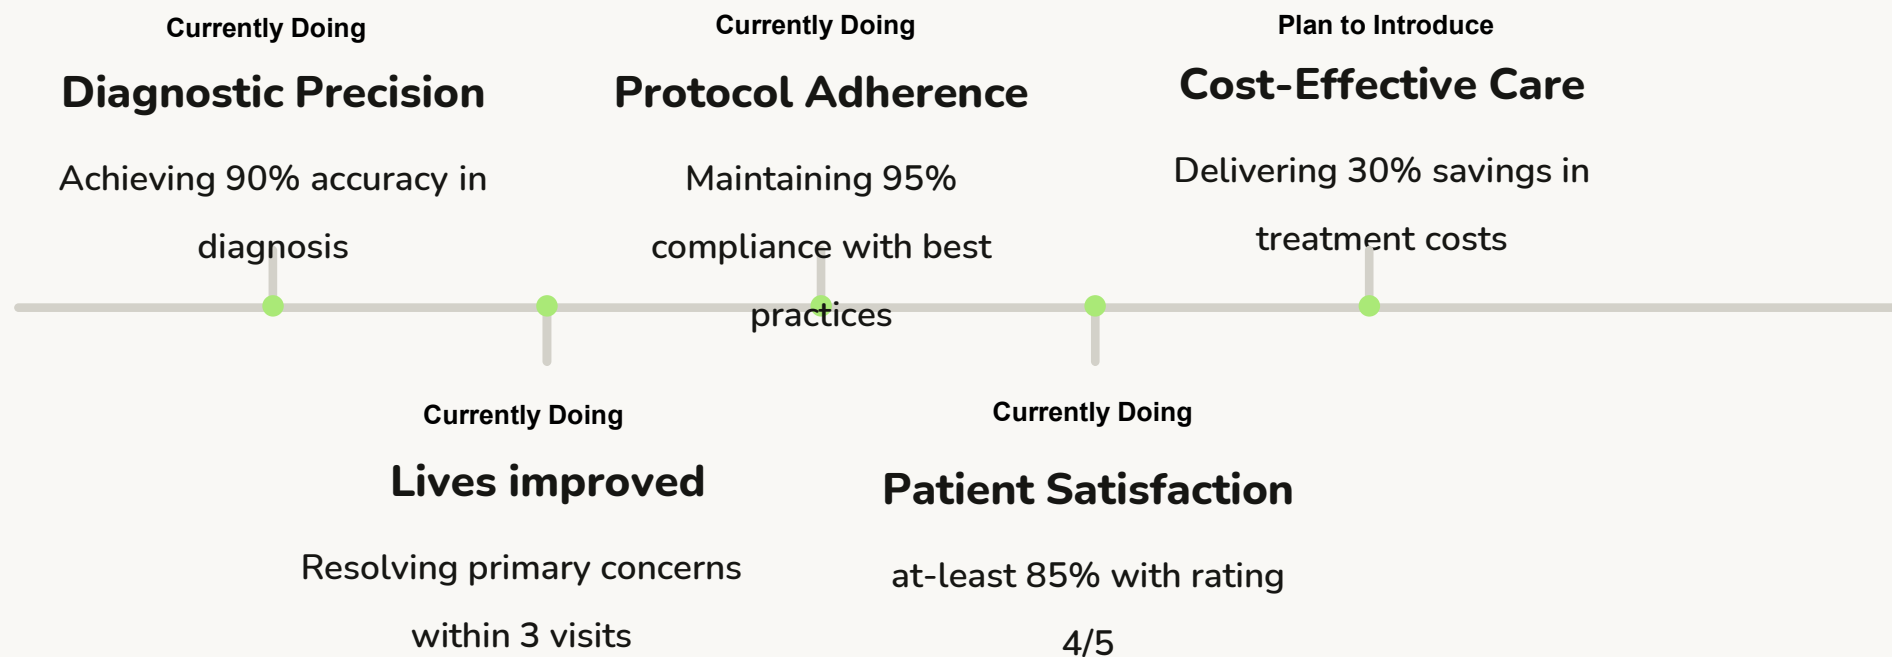 Currently Doing
Diagnostic Precision
Achieving 90% accuracy in
diagnosis
Currently Doing
Protocol Adherence
Maintaining 95%
compliance with best
practices
Plan to Introduce
Cost-Effective Care
Delivering 30% savings in
treatment costs
Currently Doing
Lives improved
Resolving primary concerns
within 3 visits
Currently Doing
Patient Satisfaction
at-least 85% with rating
4/5